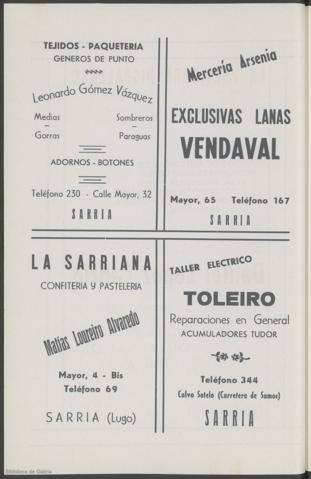 TEJIDOS - PAQUETERIA
GENEROS DE PUNTO
Leonardo Gómez Vázquez
Medias - Sombreros -
Gorras Paraguas
ADORNOS - BOTONES
Teléfono 230 - Calle Mayor, 32
SARRIA
Mercería Arsenia
EXCLUSIVAS LANAS
VENDAVAL
Mayor, 65 Teléfono 167
SARRIA
LA SARRIANA
CONFITERIA Y PASTELERIA
Matías Loureiro Alvaredo
Mayor, 4 - Bis
Teléfono 69
SARRIA (Lugo)
TALLER ELECTRICO
TOLEIRO
Reparaciones en General
ACUMULADORES TUDOR
Teléfono 344
Calvo Sotelo (Carretera de Samos)
SARRIA
Biblioteca de Galicia